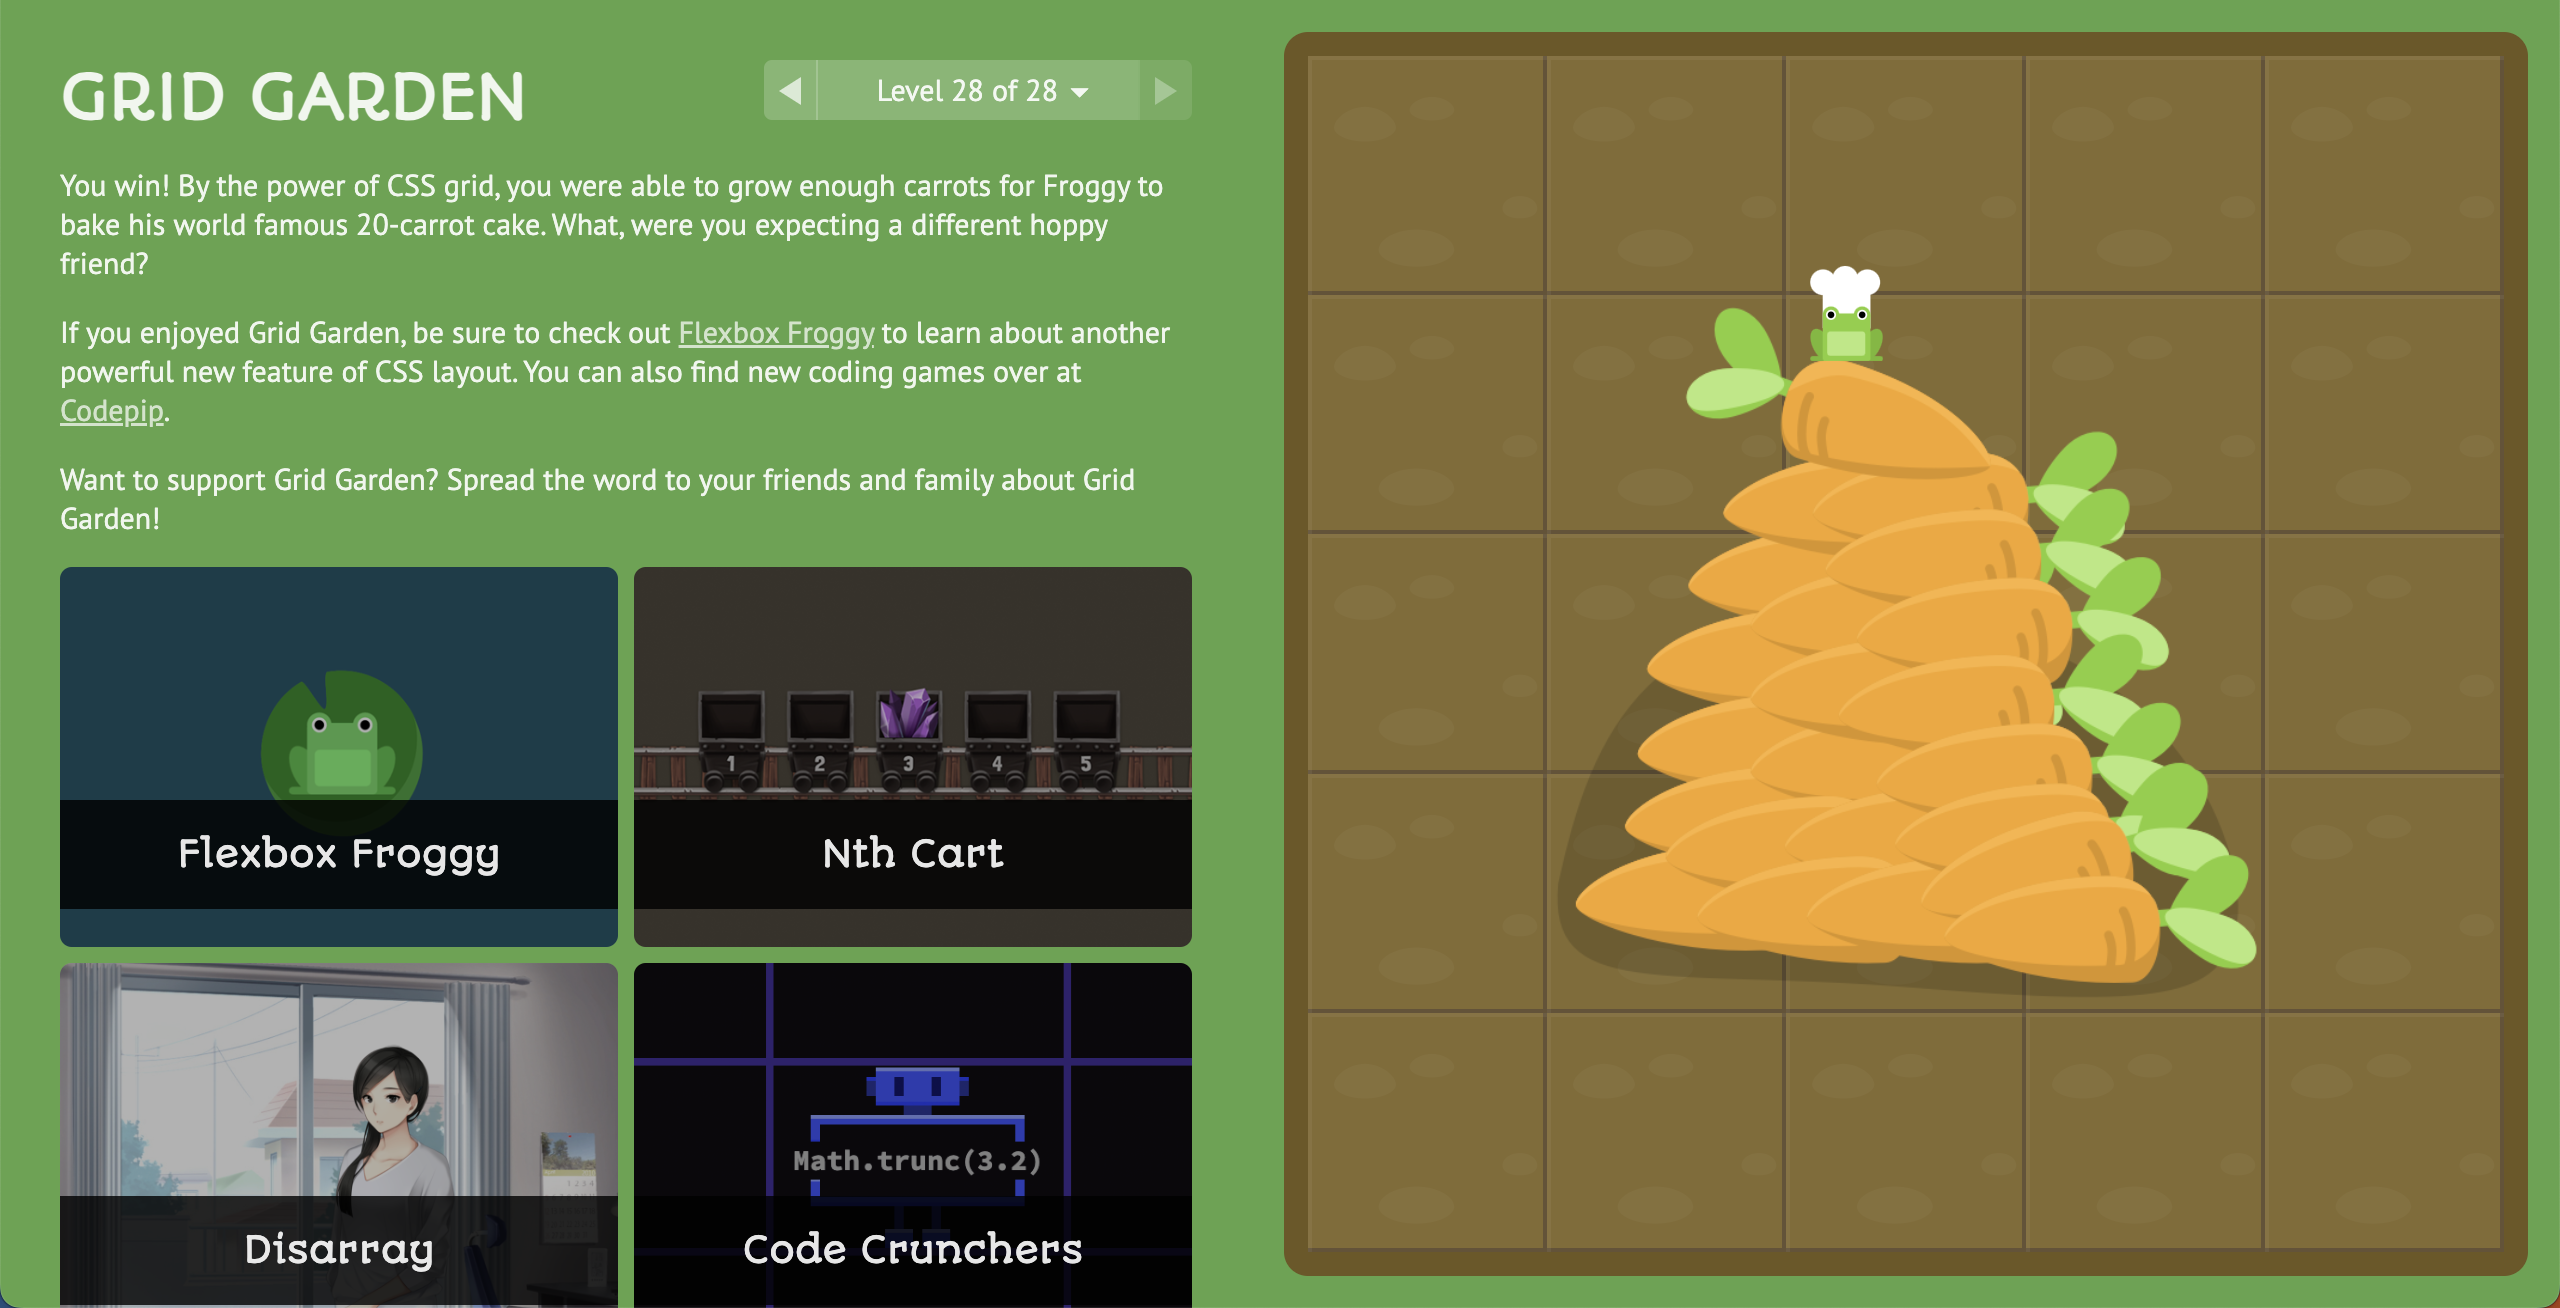 GRID GARDEN
Level 28 of 28
You win! By the power of CSS grid, you were able to grow enough carrots for Froggy to
bake his world famous 20-carrot cake. What, were you expecting a different hoppy
friend?
If you enjoyed Grid Garden, be sure to check out Flexbox Froggy to learn about another
powerful new feature of CSS layout. You can also find new coding games over at
Codepip.
Want to support Grid Garden? Spread the word to your friends and family about Grid
Garden!
1 2 3 4 5
Flexbox Froggy
Nth Cart
Math.trunc(3.2)
Disarray
Code Crunchers